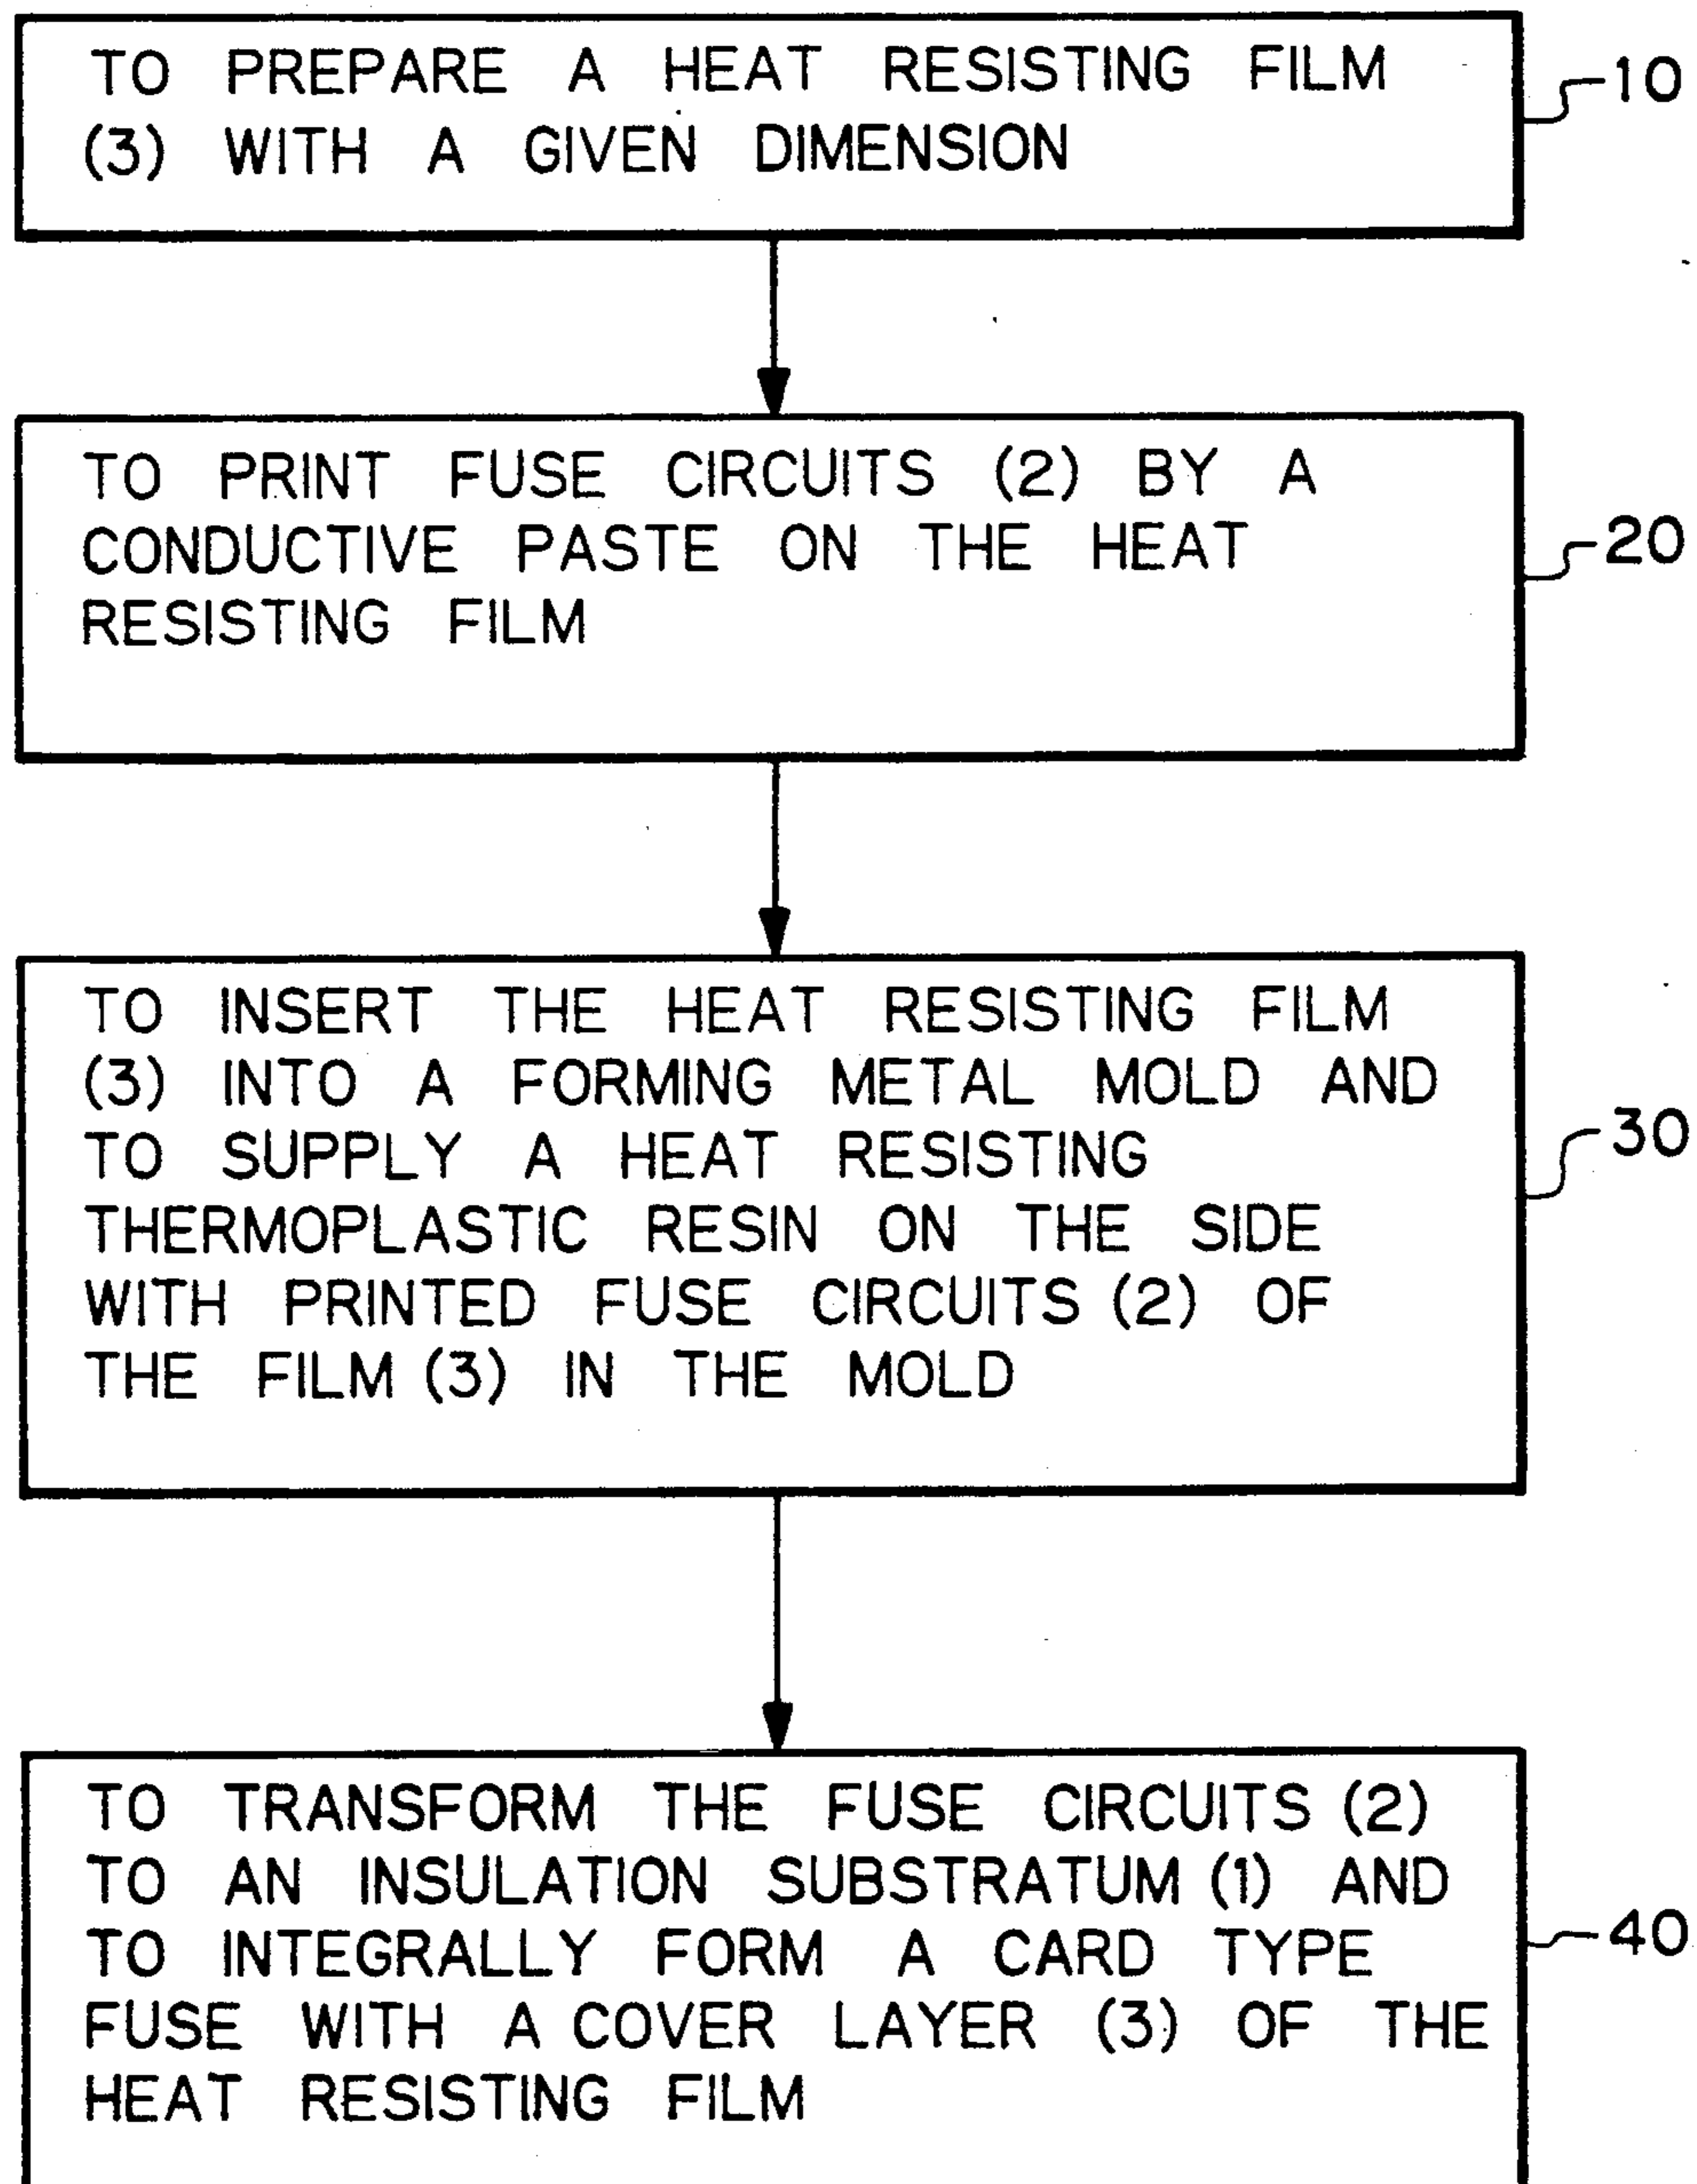 TO PREPARE A HEAT RESISTING FILM
(3) WITH A GIVEN DIMENSION
10
TO PRINT FUSE CIRCUITS (2) BY A
CONDUCTIVE PASTE ON THE HEAT
RESISTING FILM
20
TO INSERT THE HEAT RESISTING FILM
(3) INTO A FORMING METAL MOLD AND
TO SUPPLY A HEAT RESISTING
THERMOPLASTIC RESIN ON THE SIDE
WITH PRINTED FUSE CIRCUITS (2) OF
THE FILM (3) IN THE MOLD
30
TO TRANSFORM THE FUSE CIRCUITS (2)
TO AN INSULATION SUBSTRATUM (1) AND
TO INTEGRALLY FORM A CARD TYPE
FUSE WITH A COVER LAYER (3) OF THE
HEAT RESISTING FILM
40